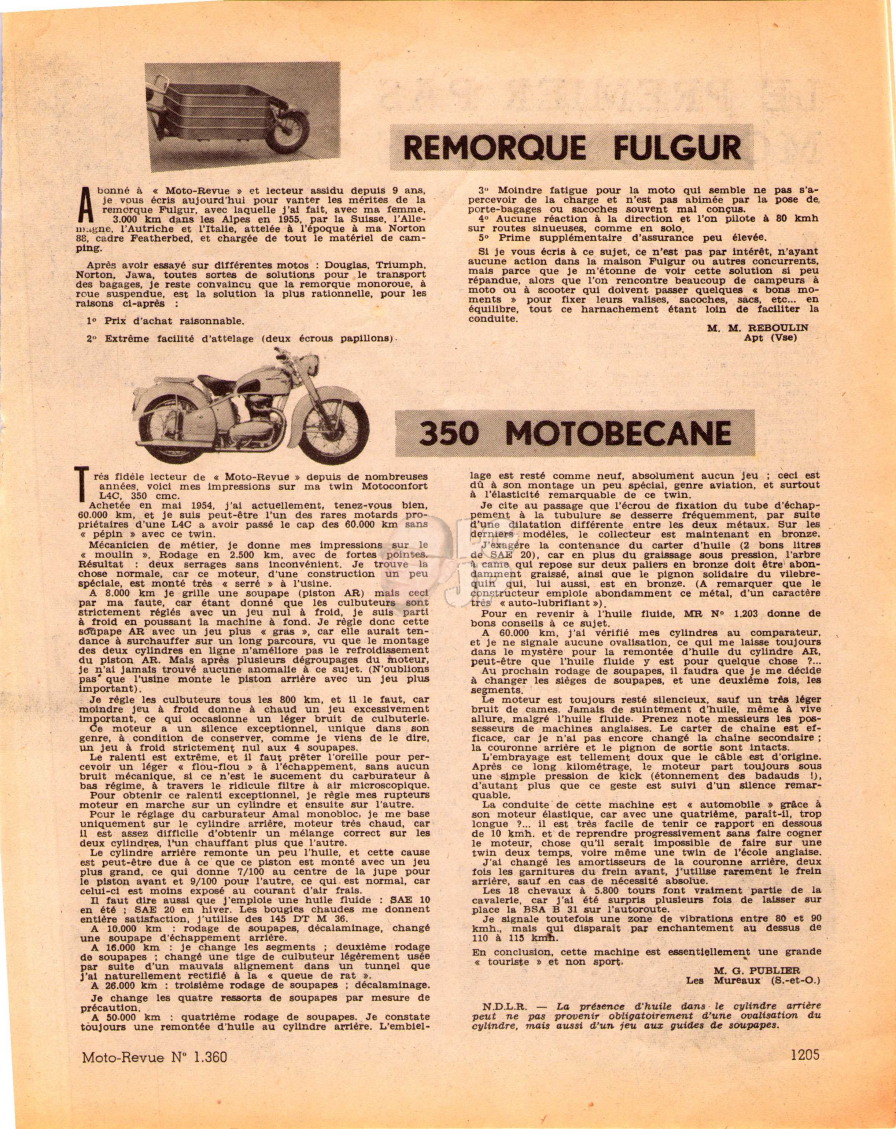 REMORQUE FULGUR
Abonné à « Moto-Revue » et lecteur assidu depuis 9 ans,
je vous écris aujourd'hui pour vanter les mérites de la
remorque Fulgur, avec laquelle j'ai fait, avec ma femme,
3.000 km dans les Alpes en 1955, par la Suisse, l'Alle-
magne, l'Autriche et l'Italie, attelée à l'époque à ma Norton
88, cadre Featherbed, et chargée de tout le matériel de cam-
ping.
Après avoir essayé sur différentes motos : Douglas, Triumph,
Norton, Jawa, toutes sortes de solutions pour le transport
des bagages, je reste convaincu que la remorque monoroue, à
roue suspendue, est la solution la plus rationnelle, pour les
raisons ci-après :
1° Prix d'achat raisonnable.
2° Extrême facilité d'attelage (deux écrous papillons).
3° Moindre fatigue pour la moto qui semble ne pas s'a-
percevoir de la charge et n'est pas abîmée par la pose de
porte-bagages ou sacoches souvent mal conçus.
4° Aucune réaction à la direction et l'on pilote à 80 kmh
sur routes sinueuses, comme en solo.
5° Prime supplémentaire d'assurance peu élevée.
Si je vous écris à ce sujet, ce n'est pas par intérêt, n'ayant
aucune action dans la maison Fulgur ou autres concurrents,
mais parce que je m'étonne de voir cette solution si peu
répandue, alors que l'on rencontre beaucoup de campeurs à
moto ou à scooter qui doivent passer quelques « bons mo-
ments » pour fixer leurs valises, sacoches, sacs, etc... en
équilibre, tout ce harnachement étant loin de faciliter la
conduite.
M. M. REBOULIN
Apt (Vse)
350 MOTOBECANE
Très fidèle lecteur de « Moto-Revue » depuis de nombreuses
années, voici mes impressions sur ma twin Motoconfort
L4C, 350 cmc.
Achetée en mai 1954, j'ai actuellement, tenez-vous bien,
60.000 km, et je suis peut-être l'un des rares motards pro-
priétaires d'une L4C a avoir passé le cap des 60.000 km sans
« pépin » avec ce twin.
Mécanicien de métier, je donne mes impressions sur le
« moulin ». Rodage en 2.500 km, avec de fortes pointes.
Résultat : deux serrages sans inconvénient. Je trouve la
chose normale, car ce moteur, d'une construction un peu
spéciale, est monté très « serré » à l'usine.
A 8.000 km je grille une soupape (piston AR) mais ceci
par ma faute, car étant donné que les culbuteurs sont
strictement réglés avec un jeu nul à froid, je suis parti
à froid en poussant la machine à fond. Je règle donc cette
soupape AR avec un jeu plus « gras », car elle aurait ten-
dance à surchauffer sur un long parcours, vu que le montage
des deux cylindres en ligne n'améliore pas le refroidissement
du piston AR. Mais après plusieurs dégroupages du moteur,
je n'ai jamais trouvé aucune anomalie à ce sujet. (N'oublions
pas que l'usine monte le piston arrière avec un jeu plus
important).
Je règle les culbuteurs tous les 800 km, et il le faut, car
moindre jeu à froid donne à chaud un jeu excessivement
important, ce qui occasionne un léger bruit de culbuterie.
Ce moteur a un silence exceptionnel, unique dans son
genre, à condition de conserver, comme je viens de le dire,
un jeu à froid strictement nul aux 4 soupapes.
Le ralenti est extrême, et il faut prêter l'oreille pour per-
cevoir un léger « flou-flou » à l'échappement, sans aucun
bruit mécanique, si ce n'est le sucement du carburateur à
bas régime, à travers le ridicule filtre à air microscopique.
Pour obtenir ce ralenti exceptionnel, je règle mes rupteurs
moteur en marche sur un cylindre et ensuite sur l'autre.
Pour le réglage du carburateur Amal monobloc, je me base
uniquement sur le cylindre arrière, moteur très chaud, car
il est assez difficile d'obtenir un mélange correct sur les
deux cylindres, l'un chauffant plus que l'autre.
Le cylindre arrière remonte un peu l'huile, et cette cause
est peut-être due à ce que ce piston est monté avec un jeu
plus grand, ce qui donne 7/100 au centre de la jupe pour
le piston avant et 9/100 pour l'autre, ce qui est normal, car
celui-ci est moins exposé au courant d'air frais.
Il faut dire aussi que j'emploie une huile fluide : SAE 10
en été ; SAE 20 en hiver. Les bougies chaudes me donnent
entière satisfaction, j'utilise des 145 DT M 36.
A 10.000 km : rodage de soupapes, décalaminage, changé
une soupape d'échappement arrière.
A 16.000 km : je change les segments ; deuxième rodage
de soupapes ; changé une tige de culbuteur légèrement usée
par suite d'un mauvais alignement dans un tunnel que
j'ai naturellement rectifié à la « queue de rat ».
A 26.000 km : troisième rodage de soupapes ; décalaminage.
Je change les quatre ressorts de soupapes par mesure de
précaution.
A 50.000 km : quatrième rodage de soupapes. Je constate
toujours une remontée d'huile au cylindre arrière. L'embiel-
lage est resté comme neuf, absolument aucun jeu ; ceci est
dû à son montage un peu spécial, genre aviation, et surtout
à l'élasticité remarquable de ce twin.
Je cite au passage que l'écrou de fixation du tube d'échap-
pement à la tubulure se desserre fréquemment, par suite
d'une dilatation différente entre les deux métaux. Sur les
derniers modèles, le collecteur est maintenant en bronze.
J'exagère la contenance du carter d'huile (2 bons litres
de SAE 20), car en plus du graissage sous pression, l'arbre
à came qui repose sur deux paliers en bronze doit être abon-
damment graissé, ainsi que le pignon solidaire du vilebre-
quin qui, lui aussi, est en bronze. (A remarquer que le
constructeur emploie abondamment ce métal, d'un caractère
très « auto-lubrifiant »).
Pour en revenir à l'huile fluide, MR N° 1.203 donne de
bons conseils à ce sujet.
A 60.000 km, j'ai vérifié mes cylindres au comparateur,
et je ne signale aucune ovalisation, ce qui me laisse toujours
dans le mystère pour la remontée d'huile du cylindre AR,
peut-être que l'huile fluide y est pour quelque chose ?...
Au prochain rodage de soupapes, il faudra que je me décide
à changer les sièges de soupapes, et une deuxième fois, les
segments.
Le moteur est toujours resté silencieux, sauf un très léger
bruit de cames. Jamais de suintement d'huile, même à vive
allure, malgré l'huile fluide. Prenez note messieurs les pos-
sesseurs de machines anglaises. Le carter de chaîne est ef-
ficace, car je n'ai pas encore changé la chaîne secondaire ;
la couronne arrière et le pignon de sortie sont intacts.
L'embrayage est tellement doux que le câble est d'origine.
Après ce long kilométrage, le moteur part toujours sous
une simple pression de kick (étonnement des badauds !),
d'autant plus que ce geste est suivi d'un silence remar-
quable.
La conduite de cette machine est « automobile » grâce à
son moteur élastique, car avec une quatrième, paraît-il, trop
longue ?... il est très facile de tenir ce rapport en dessous
de 10 kmh. et de reprendre progressivement sans faire cogner
le moteur, chose qu'il serait impossible de faire sur une
twin deux temps, voire même une twin de l'école anglaise.
J'ai changé les amortisseurs de la couronne arrière, deux
fois les garnitures du frein avant, j'utilise rarement le frein
arrière, sauf en cas de nécessité absolue.
Les 18 chevaux à 5.800 tours font vraiment partie de la
cavalerie, car j'ai été surpris plusieurs fois de laisser sur
place la BSA B 31 sur l'autoroute.
Je signale toutefois une zone de vibrations entre 80 et 90
kmh., mais qui disparaît par enchantement au dessus de
110 à 115 kmh.
En conclusion, cette machine est essentiellement une grande
« touriste » et non sport.
M. G. PUBLIER
Les Mureaux (S.-et-O.)
N.D.L.R. — La présence d'huile dans le cylindre arrière
peut ne pas provenir obligatoirement d'une ovalisation du
cylindre, mais aussi d'un jeu aux guides de soupapes.
Moto-Revue N° 1.360
1205